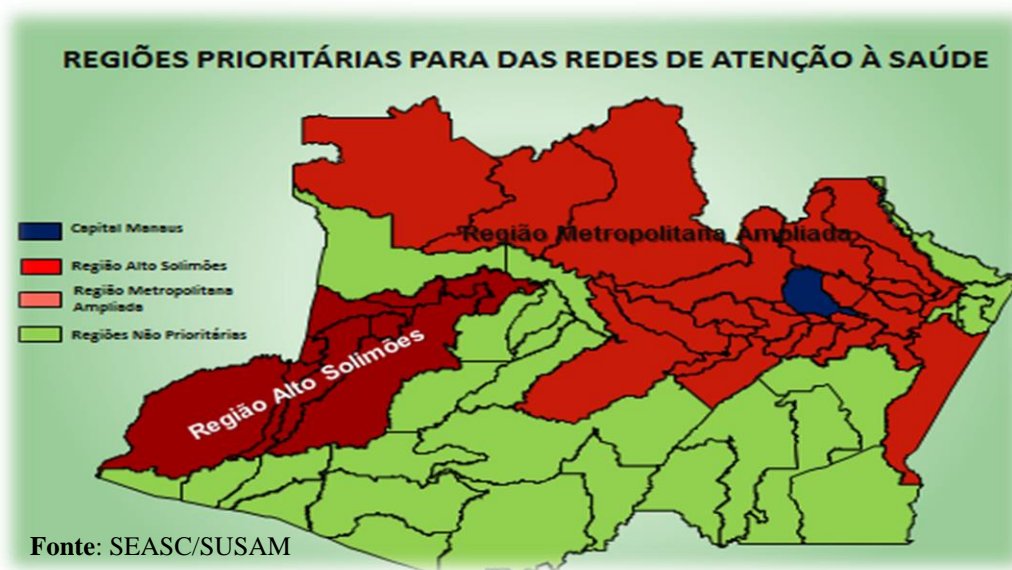 REGIÕES PRIORITÁRIAS PARA DAS REDES DE ATENÇÃO À SAÚDE
Capital Manaus
Região Alto Solimões
Região Metropolitana
Ampliada
Regiões Não Prioritárias
Região Metropolitana Ampliada
Região Alto Solimões
Fonte: SEASC/SUSAM